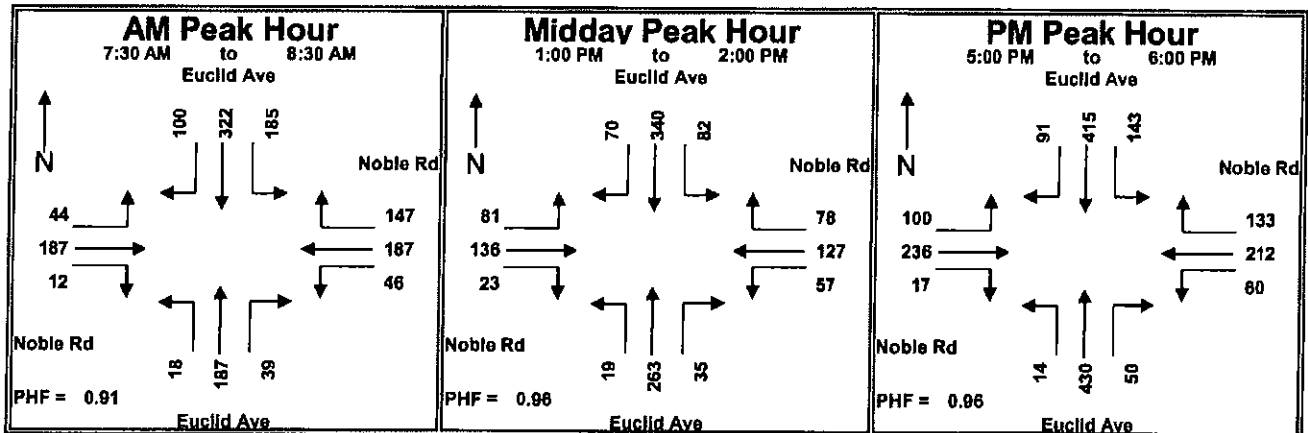 AM Peak Hour
7:30 AM to 8:30 AM
Euclid Ave
100 322 185
N
Noble Rd
44 147
187 187
12 46
Noble Rd
18 187 39
PHF = 0.91
Euclid Ave
Midday Peak Hour
1:00 PM to 2:00 PM
Euclid Ave
70 340 82
N
Noble Rd
81 78
136 127
23 57
Noble Rd
19 263 35
PHF = 0.96
Euclid Ave
PM Peak Hour
5:00 PM to 6:00 PM
Euclid Ave
91 415 143
N
Noble Rd
100 133
236 212
17 60
Noble Rd
14 430 50
PHF = 0.96
Euclid Ave